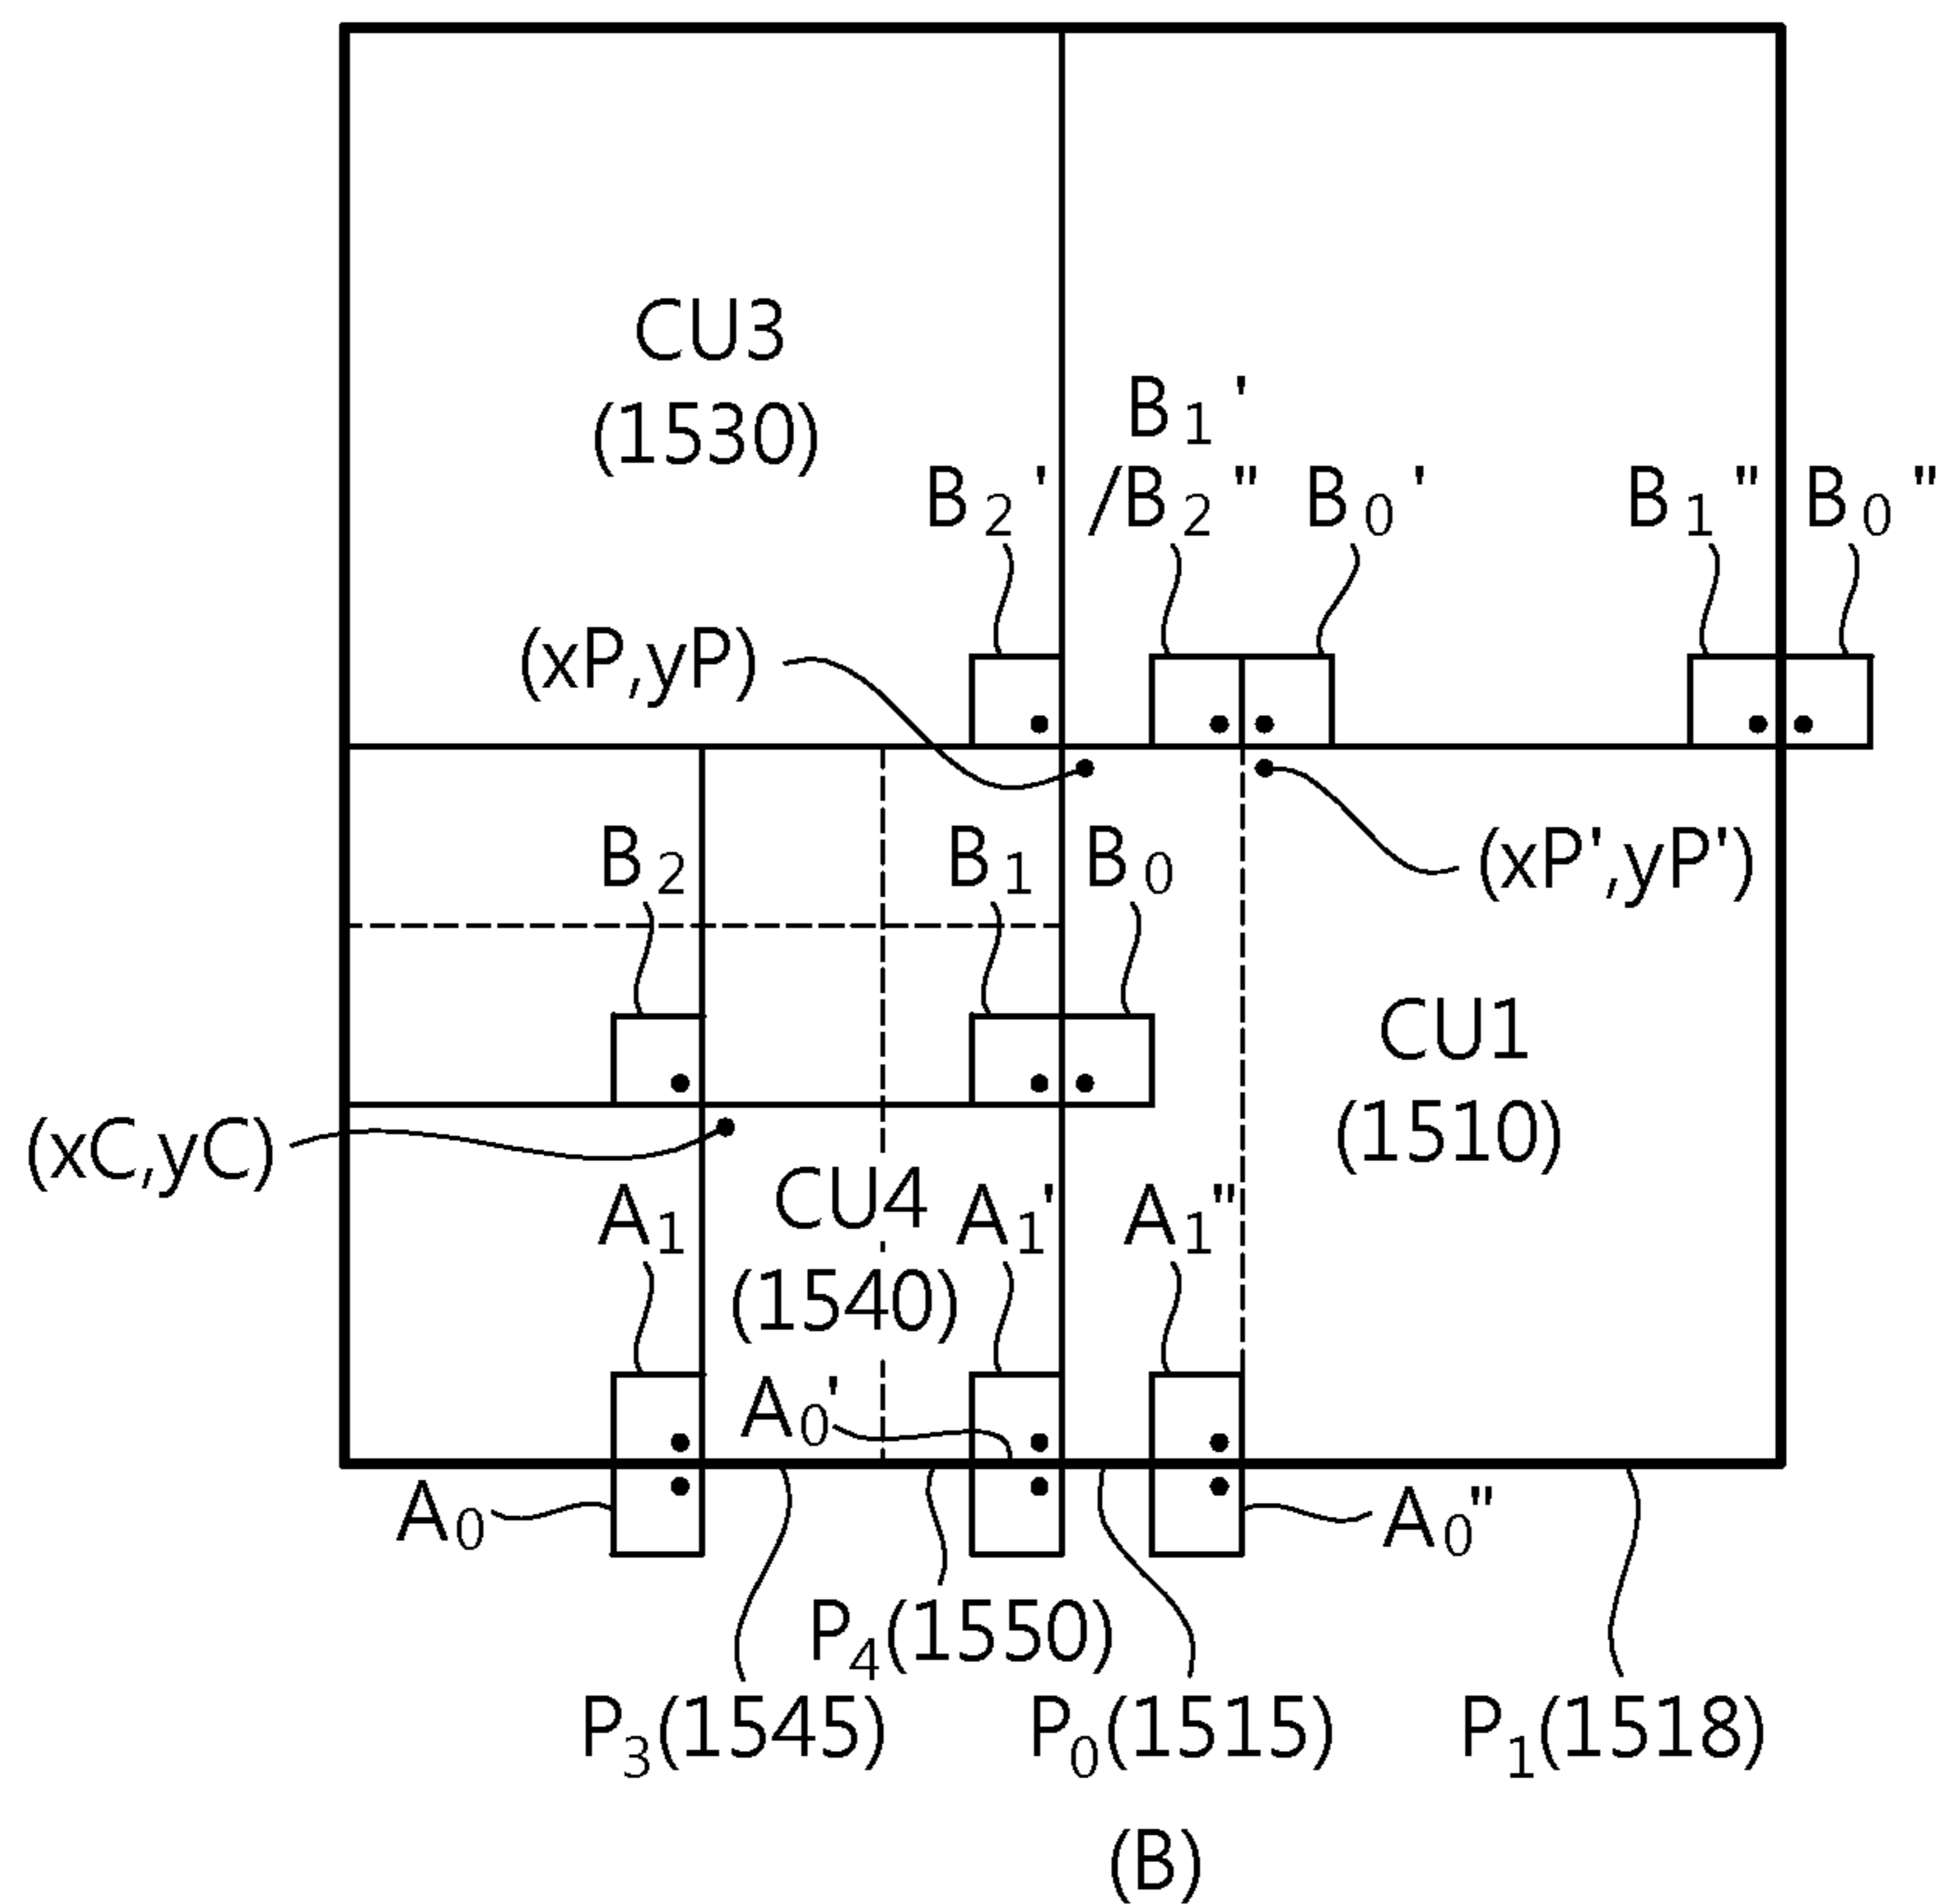 CU3
(1530)
B1'
B2' /B2" B0' B1" B0"
(xP,yP)
B2 B1 B0 (xP',yP')
CU1
(1510)
(xC,yC)
CU4
A1 A1' A1"
(1540)
A0'
A0 A0"
P4(1550)
P3(1545) P0(1515) P1(1518)
(B)